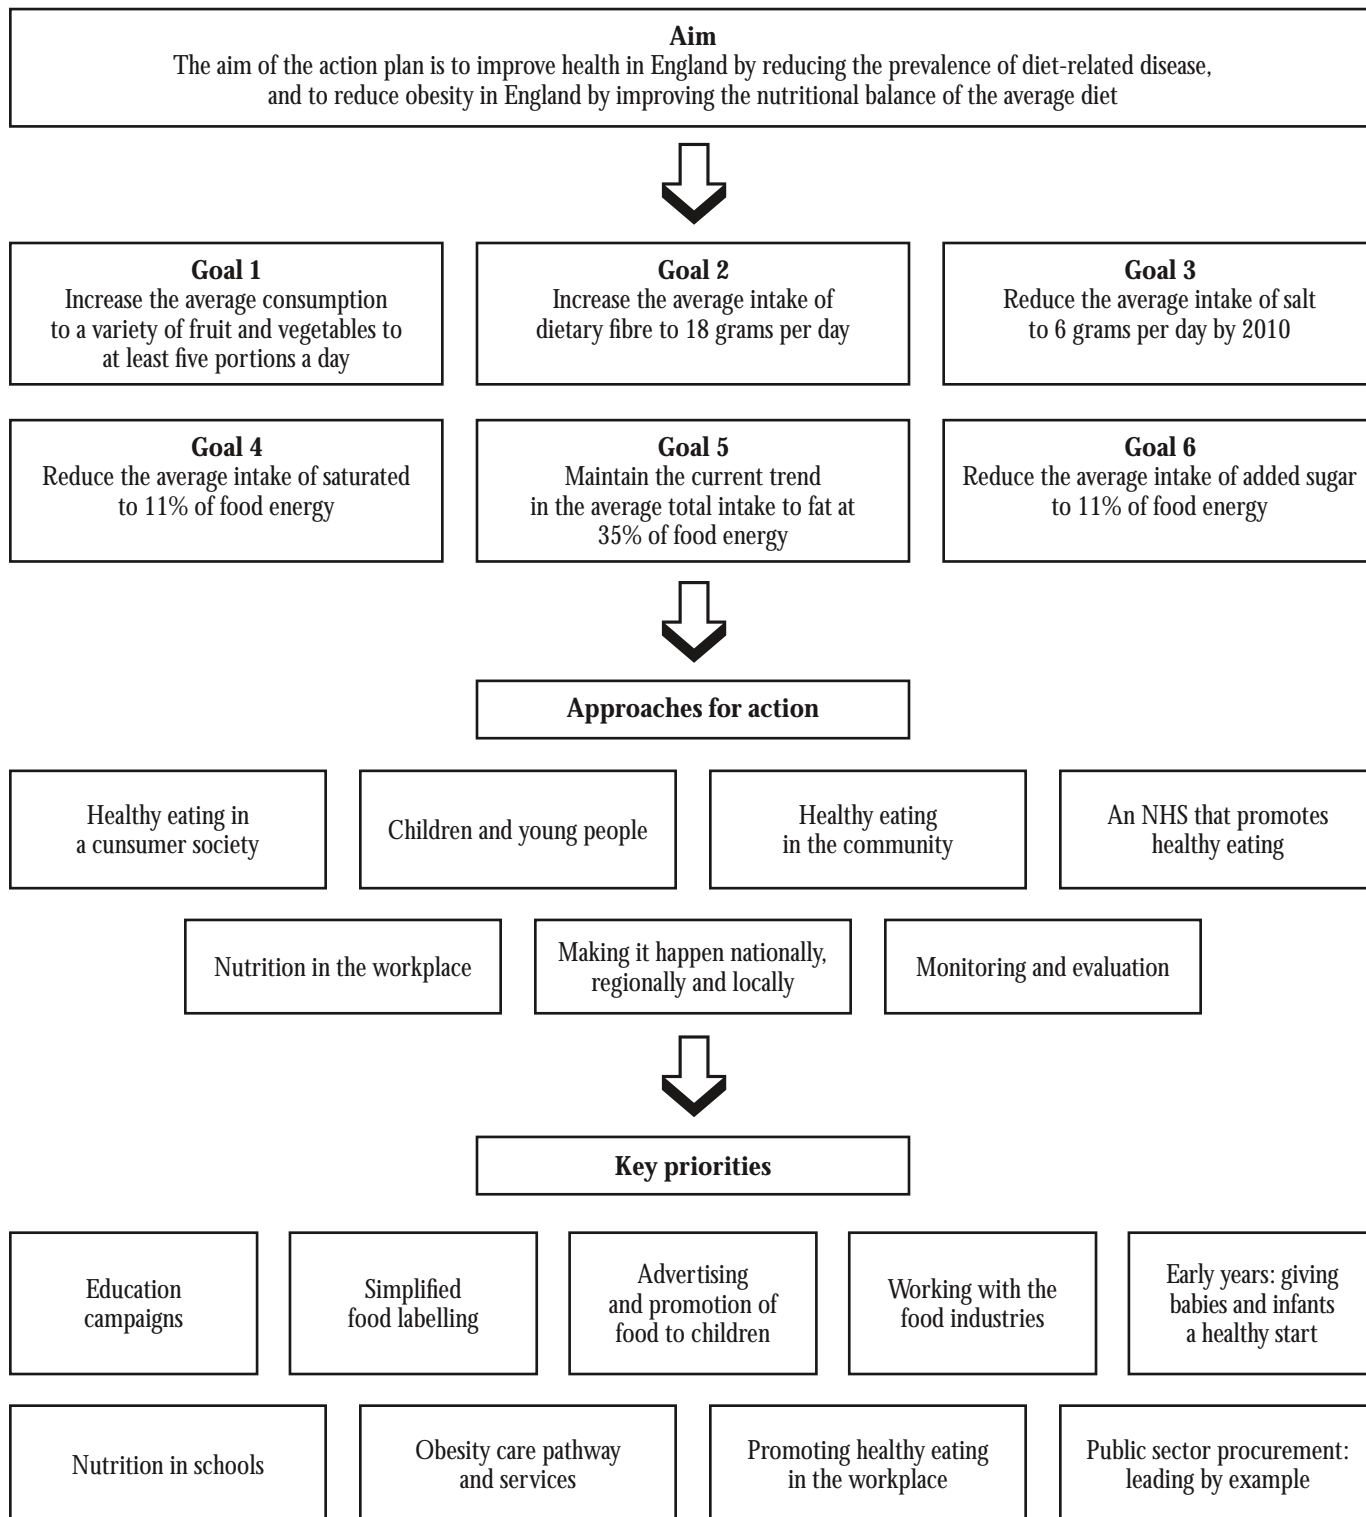 Aim
The aim of the action plan is to improve health in England by reducing the prevalence of diet-related disease,
and to reduce obesity in England by improving the nutritional balance of the average diet
Goal 1
Increase the average consumption
to a variety of fruit and vegetables to
at least five portions a day
Goal 2
Increase the average intake of
dietary fibre to 18 grams per day
Goal 3
Reduce the average intake of salt
to 6 grams per day by 2010
Goal 4
Reduce the average intake of saturated
to 11% of food energy
Goal 5
Maintain the current trend
in the average total intake to fat at
35% of food energy
Goal 6
Reduce the average intake of added sugar
to 11% of food energy
Approaches for action
Healthy eating in
a cunsumer society
Children and young people
Healthy eating
in the community
An NHS that promotes
healthy eating
Nutrition in the workplace
Making it happen nationally,
regionally and locally
Monitoring and evaluation
Key priorities
Education
campaigns
Simplified
food labelling
Advertising
and promotion of
food to children
Working with the
food industries
Early years: giving
babies and infants
a healthy start
Nutrition in schools
Obesity care pathway
and services
Promoting healthy eating
in the workplace
Public sector procurement:
leading by example